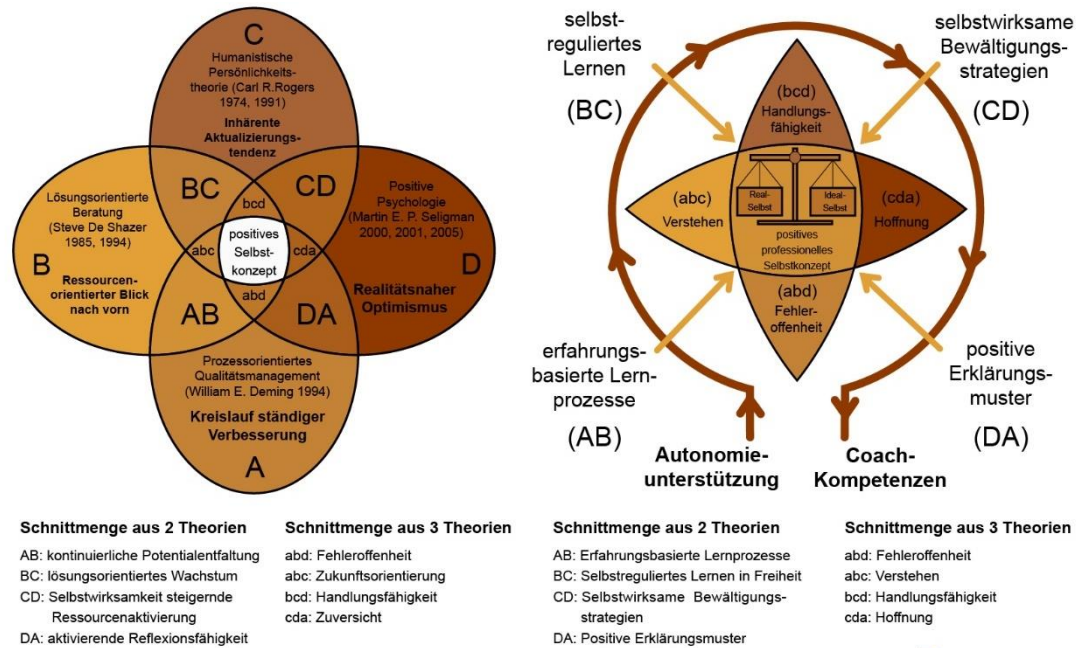 C
Humanistische
Persönlichkeits-
theorie (Carl R.Rogers
1974, 1991)
Inhärente
Aktualizierungs-
tendenz
BC
CD
bcd
Lösungsorientierte
Beratung
(Steve De Shazer
1985, 1994)
B
Ressourcen-
orientierter Blick
nach vorn
abc
positives
Selbst-
konzept
cda
Positive
Psychologie
(Martin E. P. Seligman
2000, 2001, 2005)
D
Realitätsnaher
Optimismus
abd
AB
DA
Prozessorientiertes
Qualitätsmanagement
(William E. Deming 1994)
Kreislauf ständiger
Verbesserung
A
selbst-
reguliertes
Lernen
(BC)
selbstwirksame
Bewältigungs-
strategien
(CD)
(bcd)
Handlungs-
fähigkeit
(abc)
Verstehen
Real-
Selbst
Ideal-
Selbst
positives
professionelles
Selbstkonzept
(cda)
Hoffnung
(abd)
Fehler-
offenheit
erfahrungs-
basierte Lern-
prozesse
(AB)
positive
Erklärungs-
muster
(DA)
Autonomie-
unterstützung
Coach-
Kompetenzen
Schnittmenge aus 2 Theorien
AB: kontinuierliche Potentialentfaltung
BC: lösungsorientiertes Wachstum
CD: Selbstwirksamkeit steigernde
Ressourcenaktivierung
DA: aktivierende Reflexionsfähigkeit
Schnittmenge aus 3 Theorien
abd: Fehleroffenheit
abc: Zukunftsorientierung
bcd: Handlungsfähigkeit
cda: Zuversicht
Schnittmenge aus 2 Theorien
AB: Erfahrungsbasierte Lernprozesse
BC: Selbstreguliertes Lernen in Freiheit
CD: Selbstwirksame Bewältigungs-
strategien
DA: Positive Erklärungsmuster
Schnittmenge aus 3 Theorien
abd: Fehleroffenheit
abc: Verstehen
bcd: Handlungsfähigkeit
cda: Hoffnung